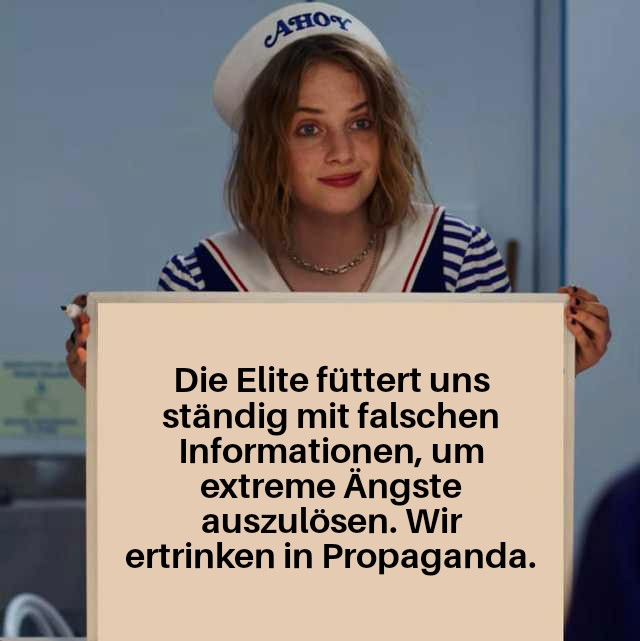 AHOY
Die Elite füttert uns
ständig mit falschen
Informationen, um
extreme Ängste
auszulösen. Wir
ertrinken in Propaganda.